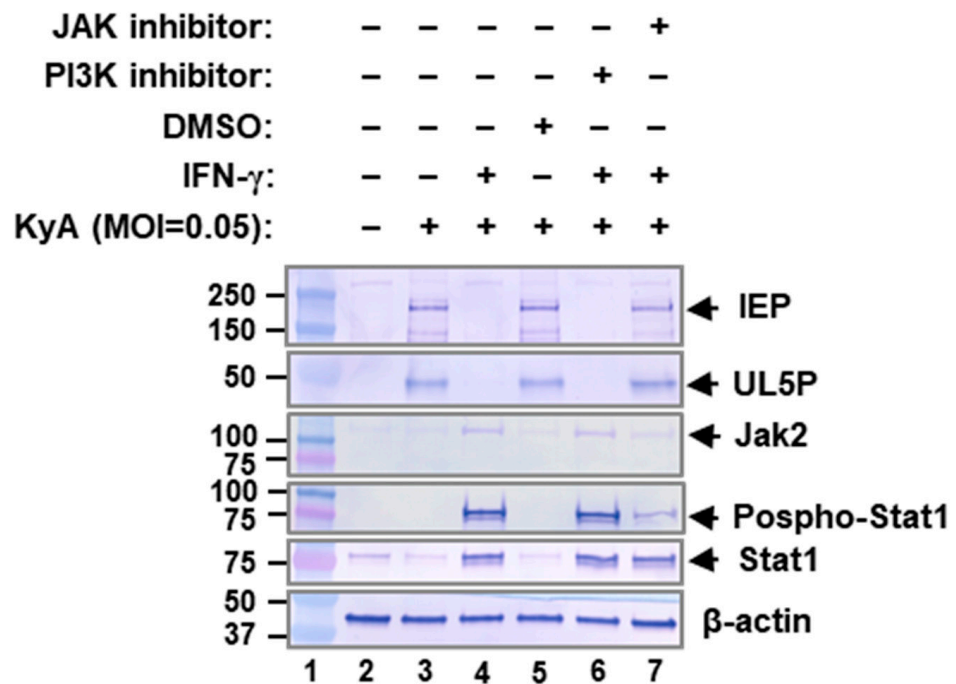 JAK inhibitor: – – – – – +
PI3K inhibitor: – – – – + –
DMSO: – – – + – –
IFN-γ: – – + – + +
KyA (MOI=0.05): – + + + + +
250
150
IEP
50
UL5P
100
75
Jak2
100
75
Pospho-Stat1
75
Stat1
50
37
β-actin
1 2 3 4 5 6 7